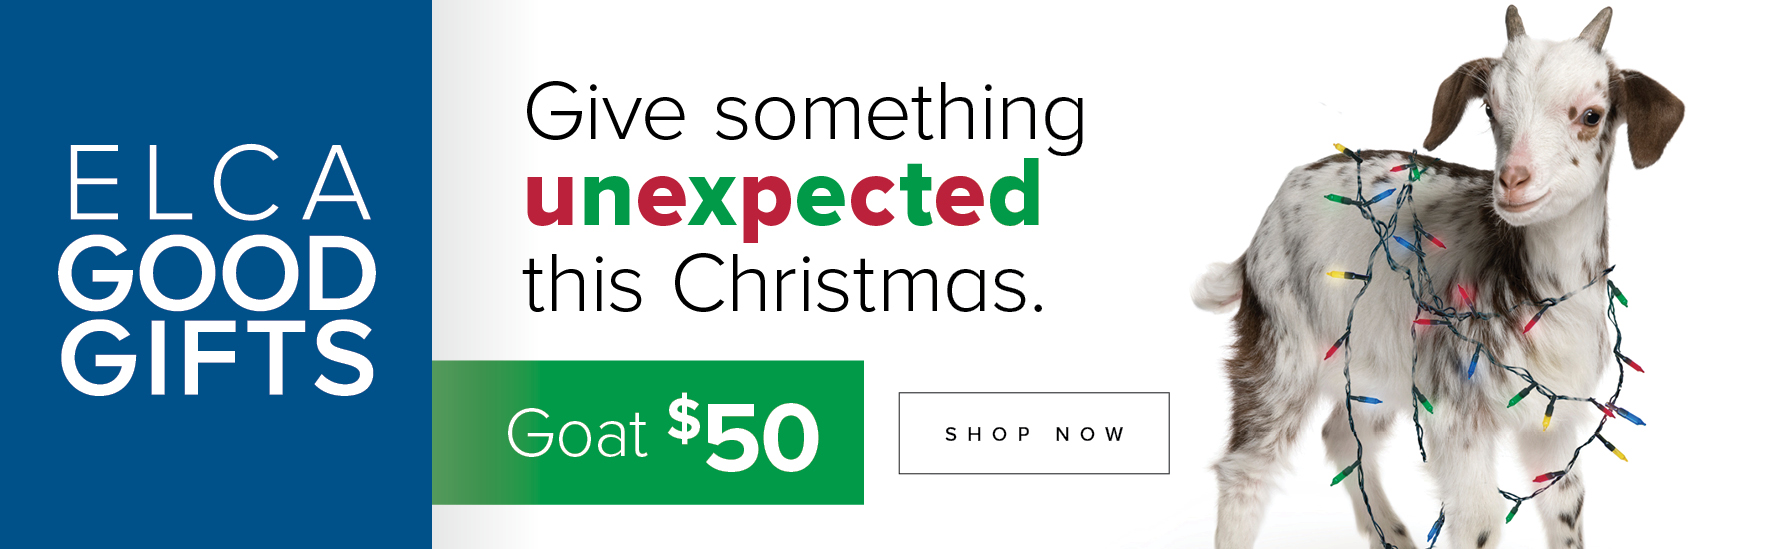 ELCA
GOOD
GIFTS
Give something
unexpected
this Christmas.
Goat $50
SHOP NOW